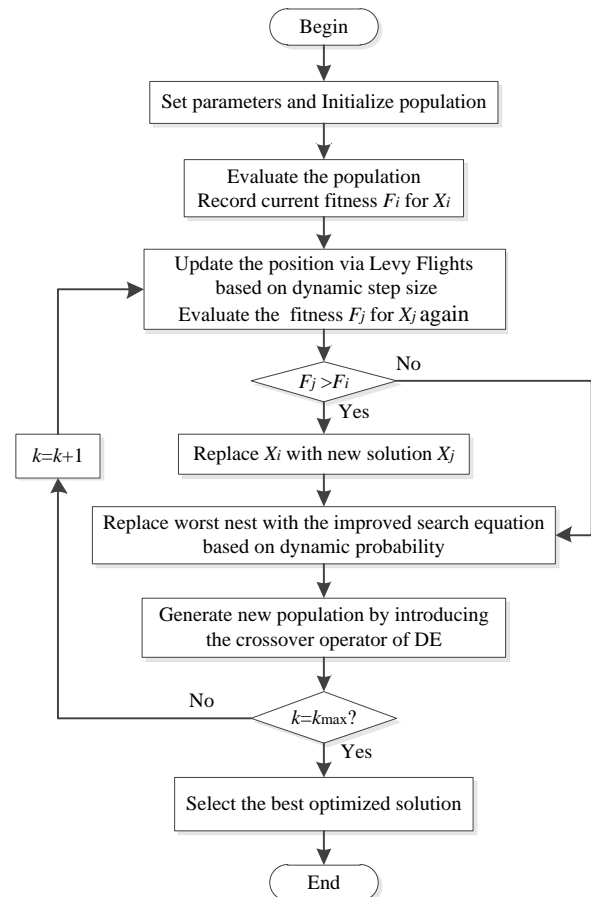 Begin
Set parameters and Initialize population
Evaluate the population
Record current fitness Fi for Xi
Update the position via Levy Flights
based on dynamic step size
Evaluate the fitness Fj for Xj again
No
Fj >Fi
Yes
k=k+1
Replace Xi with new solution Xj
Replace worst nest with the improved search equation
based on dynamic probability
Generate new population by introducing
the crossover operator of DE
No
k=kmax?
Yes
Select the best optimized solution
End